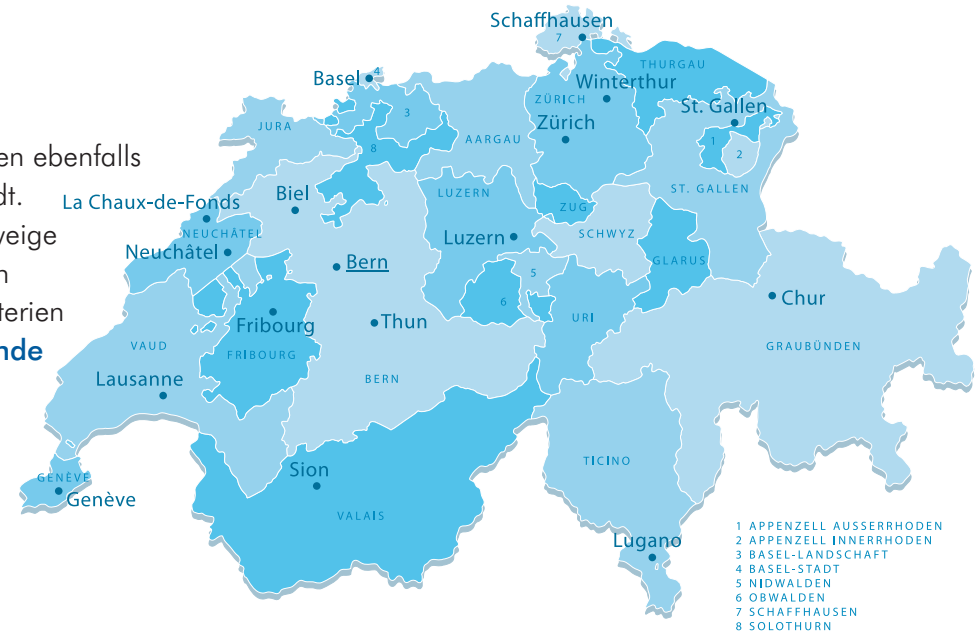 en ebenfalls
dt.
veige
n
terien
nde
Schaffhausen
7
THURGAU
Basel
4
Winterthur
ZÜRICH
St. Gallen
3
JURA
Zürich
8
AARGAU
1
2
ST. GALLEN
La Chaux-de-Fonds
Biel
LUZERN
ZUG
NEUCHÂTEL
SCHWYZ
Neuchâtel
Luzern
GLARUS
Bern
5
6
Chur
Fribourg
Thun
URI
VAUD
FRIBOURG
GRAUBÜNDEN
Lausanne
BERN
TICINO
Sion
GENÈVE
Genève
VALAIS
Lugano
1 APPENZELL AUSSERRHODEN
2 APPENZELL INNERRHODEN
3 BASEL-LANDSCHAFT
4 BASEL-STADT
5 NIDWALDEN
6 OBWALDEN
7 SCHAFFHAUSEN
8 SOLOTHURN